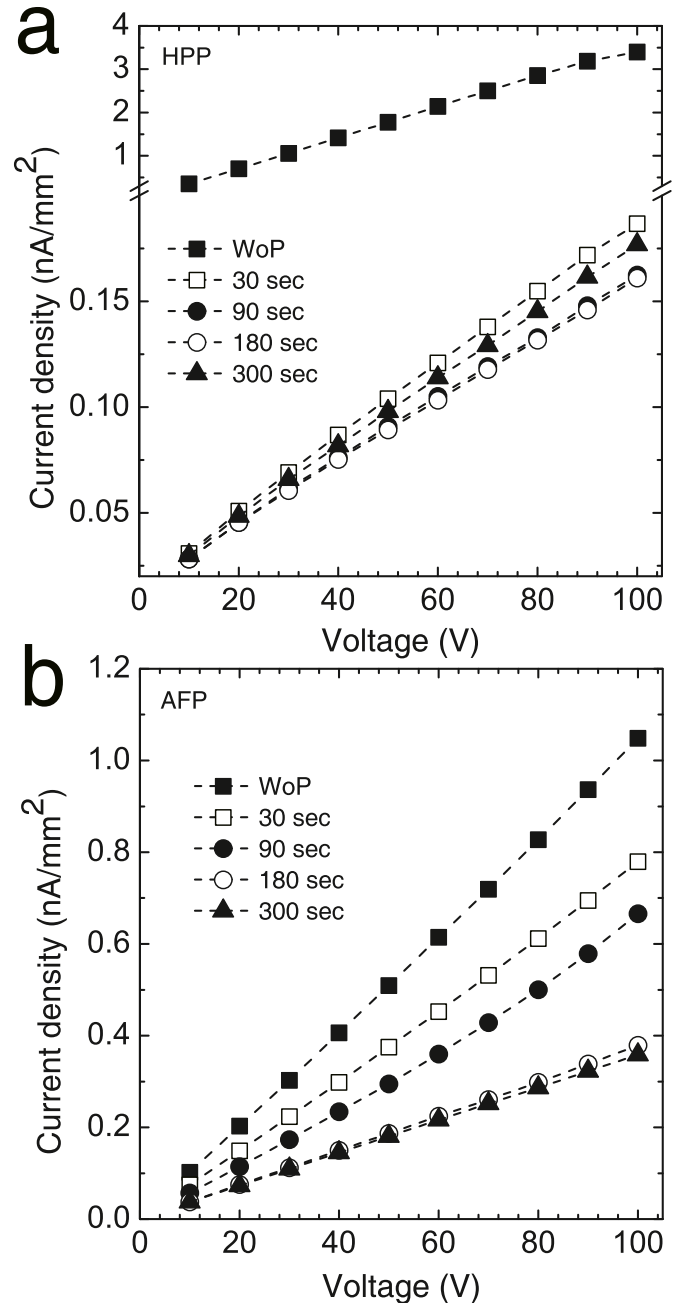 a
HPP
4
3
2
1
0.15
0.10
0.05
Current density (nA/mm²)
WoP
30 sec
90 sec
180 sec
300 sec
0 20 40 60 80 100
Voltage (V)
b
AFP
1.2
1.0
0.8
0.6
0.4
0.2
0.0
Current density (nA/mm²)
WoP
30 sec
90 sec
180 sec
300 sec
0 20 40 60 80 100
Voltage (V)